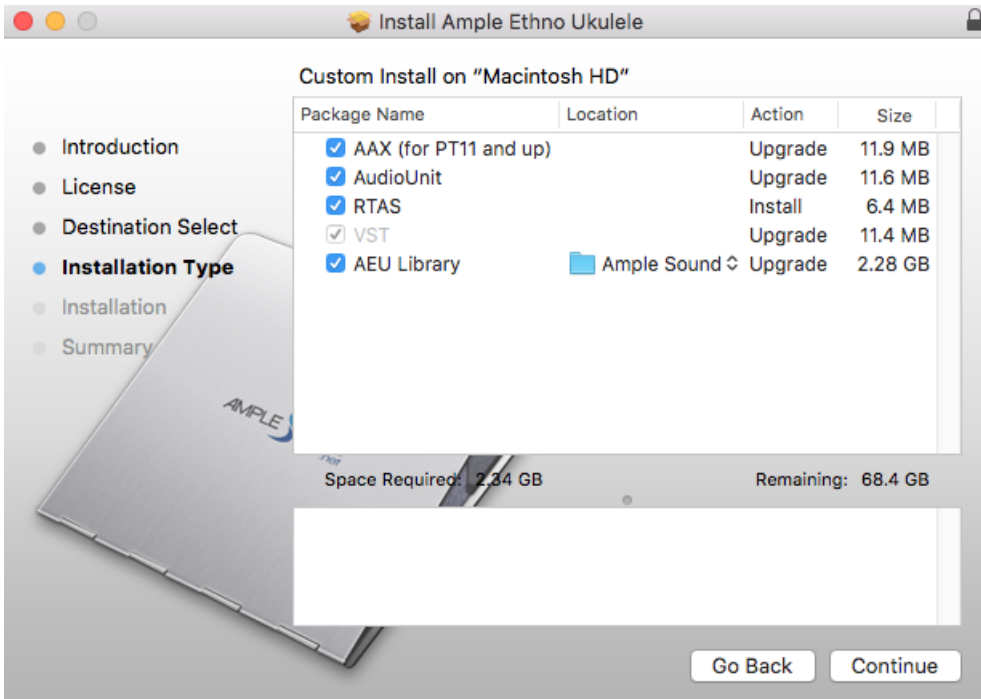 Install Ample Ethno Ukulele
Custom Install on “Macintosh HD”
Package Name Location Action Size
AAX (for PT11 and up) Upgrade 11.9 MB
AudioUnit Upgrade 11.6 MB
RTAS Install 6.4 MB
VST Upgrade 11.4 MB
AEU Library Ample Sound Upgrade 2.28 GB
Introduction
License
Destination Select
Installation Type
Installation
Summary
AMPLE
.net
Space Required: 2.34 GB Remaining: 68.4 GB
Go Back Continue